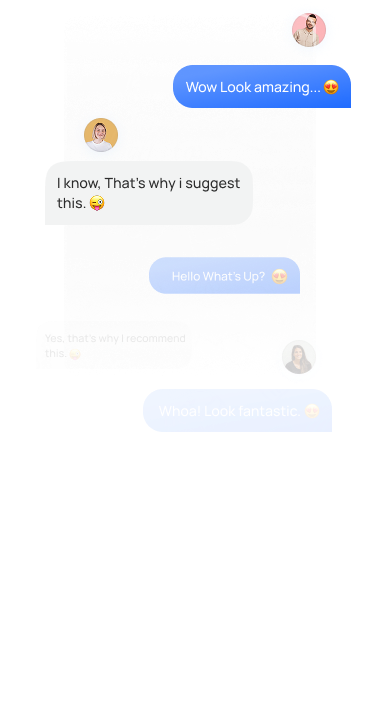 Wow Look amazing... 😍
I know, That's why i suggest
this. 😜
Hello What's Up? 😍
Yes, that's why I recommend
this. 😜
Whoa! Look fantastic. 😍